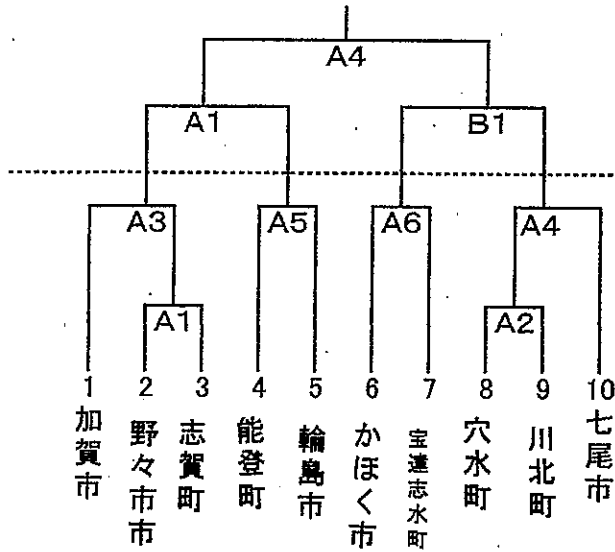 A4
A1
B1
A3
A5
A6
A4
A1
A2
1
2
3
4
5
6
7
8
9
10
加賀市
野々市市
志賀町
能登町
輪島市
かほく市
宝達志水町
穴水町
川北町
七尾市